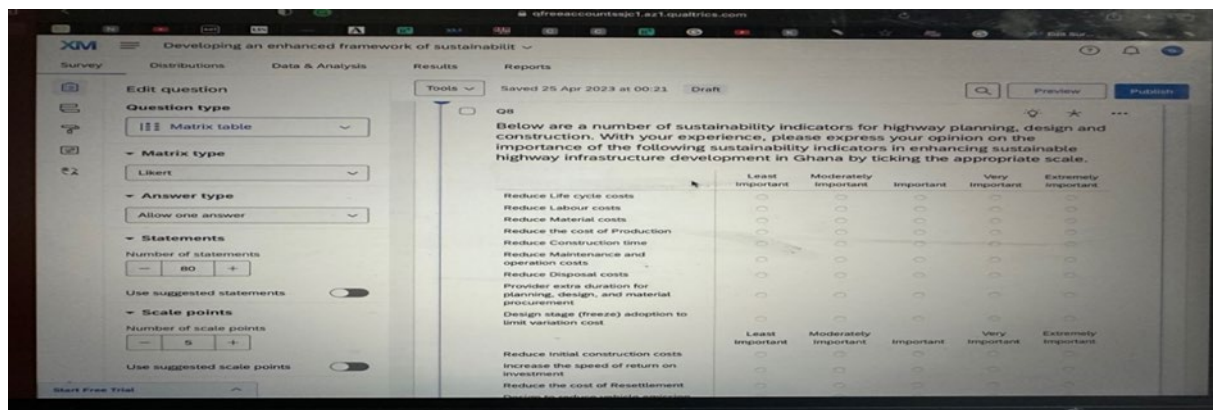 qfreeaccountssjc1.az1.qualtrics.com
XM Developing an enhanced framework of sustainabilit
Survey Distributions Data & Analysis Results Reports
Edit question
Tools Saved 25 Apr 2023 at 00:21 Draft Preview Publish
Question type
Matrix table
Matrix type
Likert
Answer type
Allow one answer
Statements
Number of statements
— 80 +
Use suggested statements
Scale points
Number of scale points
— 5 +
Use suggested scale points
Start Free Trial
Q8
Below are a number of sustainability indicators for highway planning, design and
construction. With your experience, please express your opinion on the
importance of the following sustainability indicators in enhancing sustainable
highway infrastructure development in Ghana by ticking the appropriate scale.
Least Important Moderately Important Important Very Important Extremely Important
Reduce Life cycle costs
Reduce Labour costs
Reduce Material costs
Reduce the cost of Production
Reduce Construction time
Reduce Maintenance and
operation costs
Reduce Disposal costs
Provider extra duration for
planning, design, and material
procurement
Design stage (freeze) adoption to
limit variation cost
Least Important Moderately Important Important Very Important Extremely Important
Reduce Initial construction costs
Increase the speed of return on
investment
Reduce the cost of Resettlement